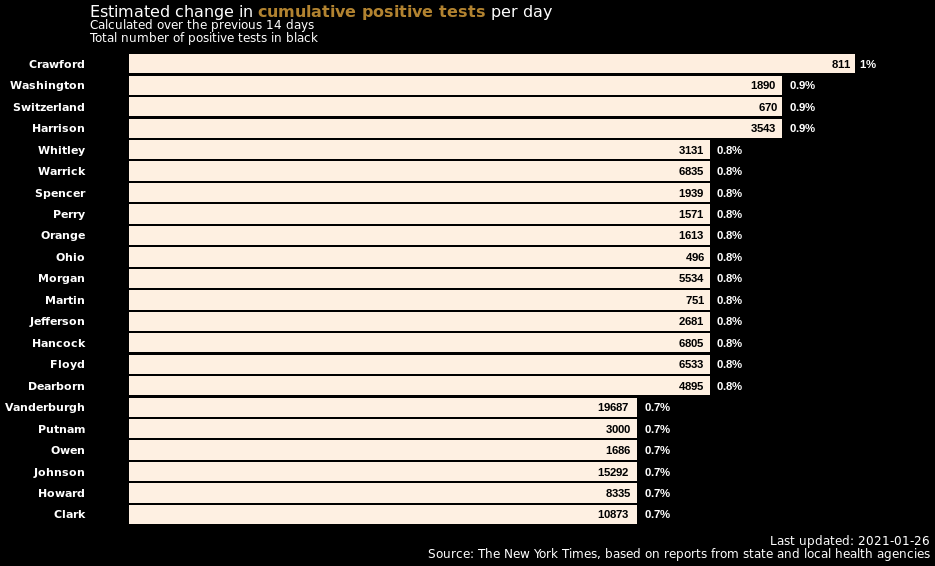 Estimated change in cumulative positive tests per day
Calculated over the previous 14 days
Total number of positive tests in black
Crawford 811 1%
Washington 1890 0.9%
Switzerland 670 0.9%
Harrison 3543 0.9%
Whitley 3131 0.8%
Warrick 6835 0.8%
Spencer 1939 0.8%
Perry 1571 0.8%
Orange 1613 0.8%
Ohio 496 0.8%
Morgan 5534 0.8%
Martin 751 0.8%
Jefferson 2681 0.8%
Hancock 6805 0.8%
Floyd 6533 0.8%
Dearborn 4895 0.8%
Vanderburgh 19687 0.7%
Putnam 3000 0.7%
Owen 1686 0.7%
Johnson 15292 0.7%
Howard 8335 0.7%
Clark 10873 0.7%
Last updated: 2021-01-26
Source: The New York Times, based on reports from state and local health agencies